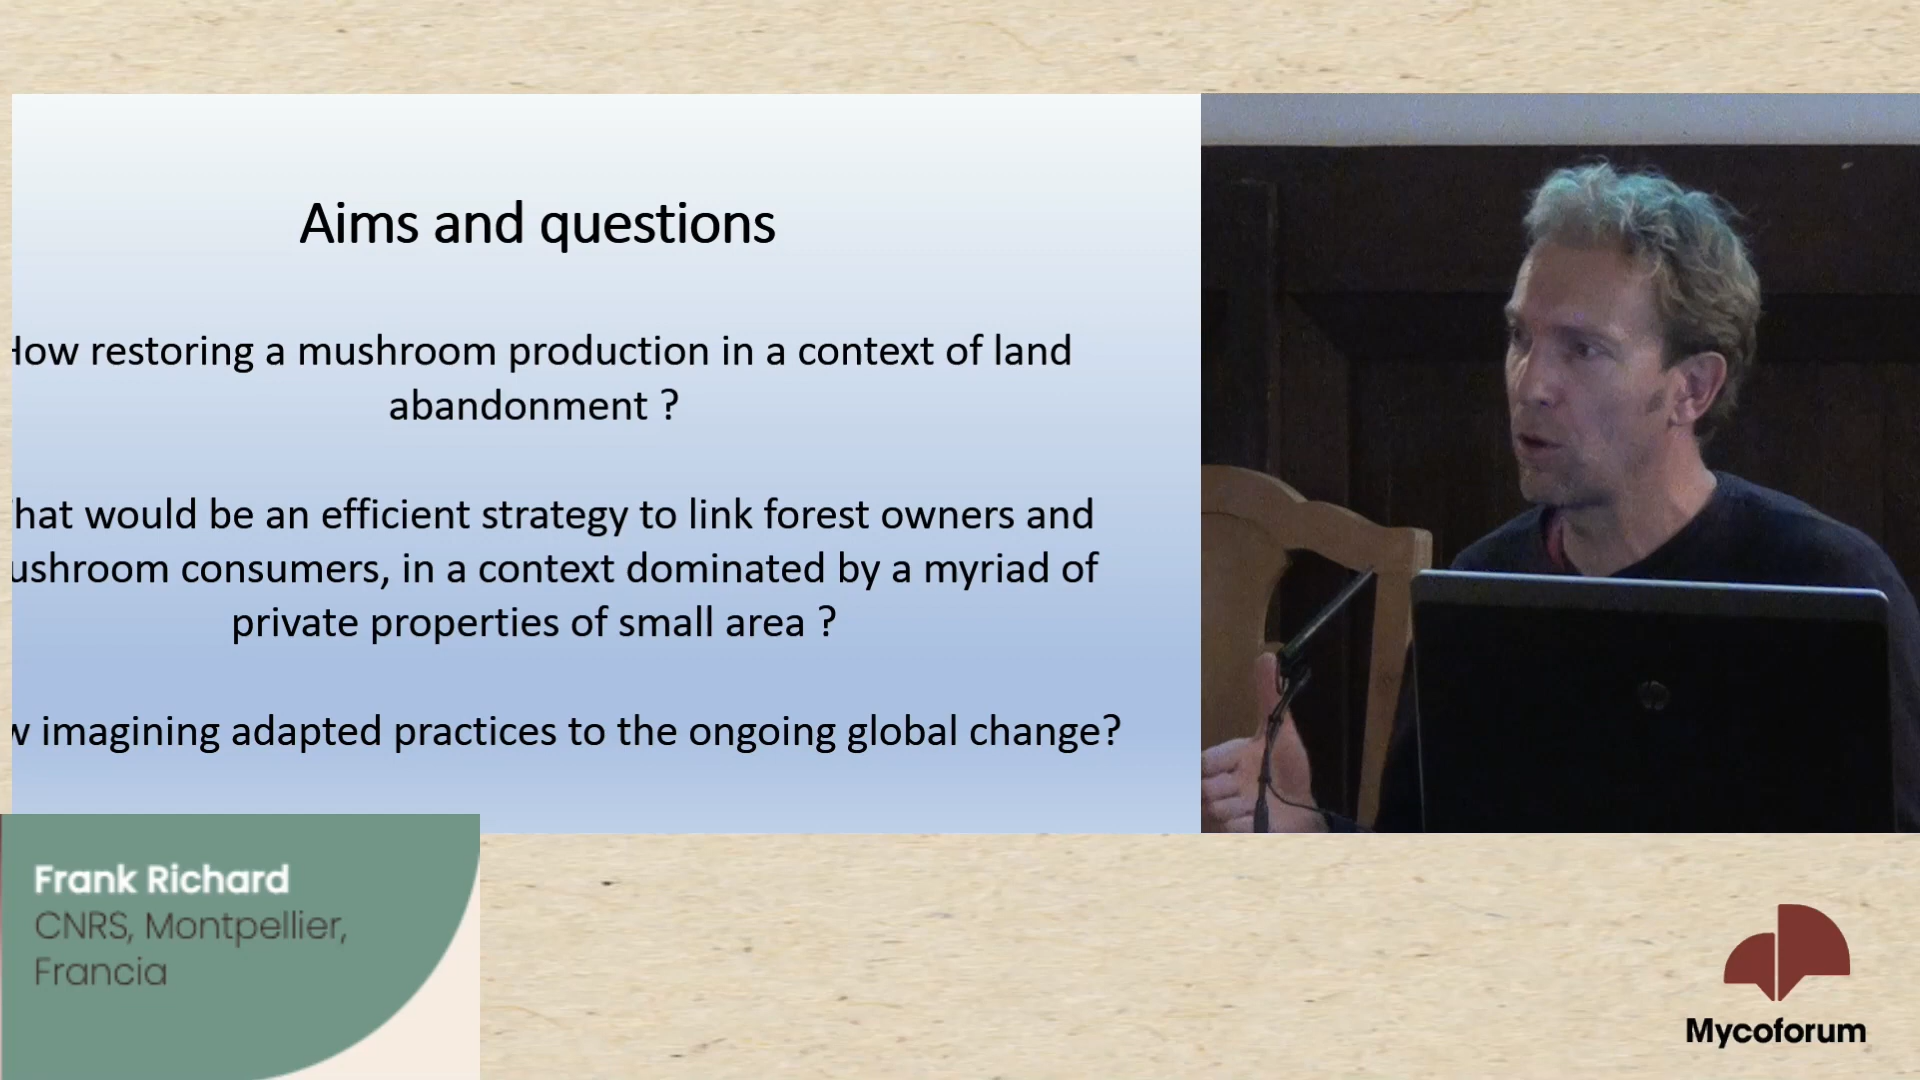 Aims and questions
How restoring a mushroom production in a context of land
abandonment ?
hat would be an efficient strategy to link forest owners and
ushroom consumers, in a context dominated by a myriad of
private properties of small area ?
w imagining adapted practices to the ongoing global change?
Frank Richard
CNRS, Montpellier,
Francia
Mycoforum